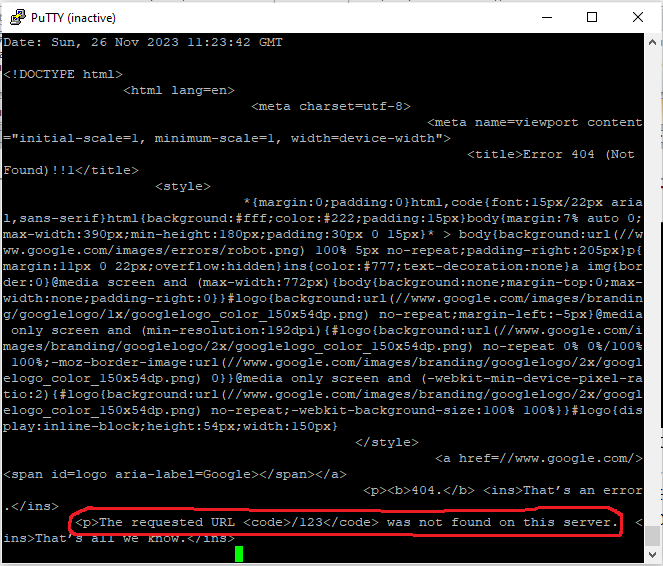 PuTTY (inactive)
Date: Sun, 26 Nov 2023 11:23:42 GMT
<!DOCTYPE html>
<html lang=en>
<meta charset=utf-8>
<meta name=viewport content
="initial-scale=1, minimum-scale=1, width=device-width">
<title>Error 404 (Not
Found)!!1</title>
<style>
*{margin:0;padding:0}html,code{font:15px/22px aria
l,sans-serif}html{background:#fff;color:#222;padding:15px}body{margin:7% auto 0;
max-width:390px;min-height:180px;padding:30px 0 15px}* > body{background:url(//w
ww.google.com/images/errors/robot.png) 100% 5px no-repeat;padding-right:205px}p{
margin:11px 0 22px;overflow:hidden}ins{color:#777;text-decoration:none}a img{bor
der:0}@media screen and (max-width:772px){body{background:none;margin-top:0;max-
width:none;padding-right:0}}#logo{background:url(//www.google.com/images/brandin
g/googlelogo/1x/googlelogo_color_150x54dp.png) no-repeat;margin-left:-5px}@media
only screen and (min-resolution:192dpi){#logo{background:url(//www.google.com/i
mages/branding/googlelogo/2x/googlelogo_color_150x54dp.png) no-repeat 0% 0%/100%
100%;-moz-border-image:url(//www.google.com/images/branding/googlelogo/2x/googl
elogo_color_150x54dp.png) 0}}@media only screen and (-webkit-min-device-pixel-ra
tio:2){#logo{background:url(//www.google.com/images/branding/googlelogo/2x/googl
elogo_color_150x54dp.png) no-repeat;-webkit-background-size:100% 100%}}#logo{dis
play:inline-block;height:54px;width:150px}
</style>
<a href=//www.google.com/>
<span id=logo aria-label=Google></span></a>
<p><b>404.</b> <ins>That’s an error
.</ins>
<p>The requested URL <code>/123</code> was not found on this server.  <
ins>That’s all we know.</ins>